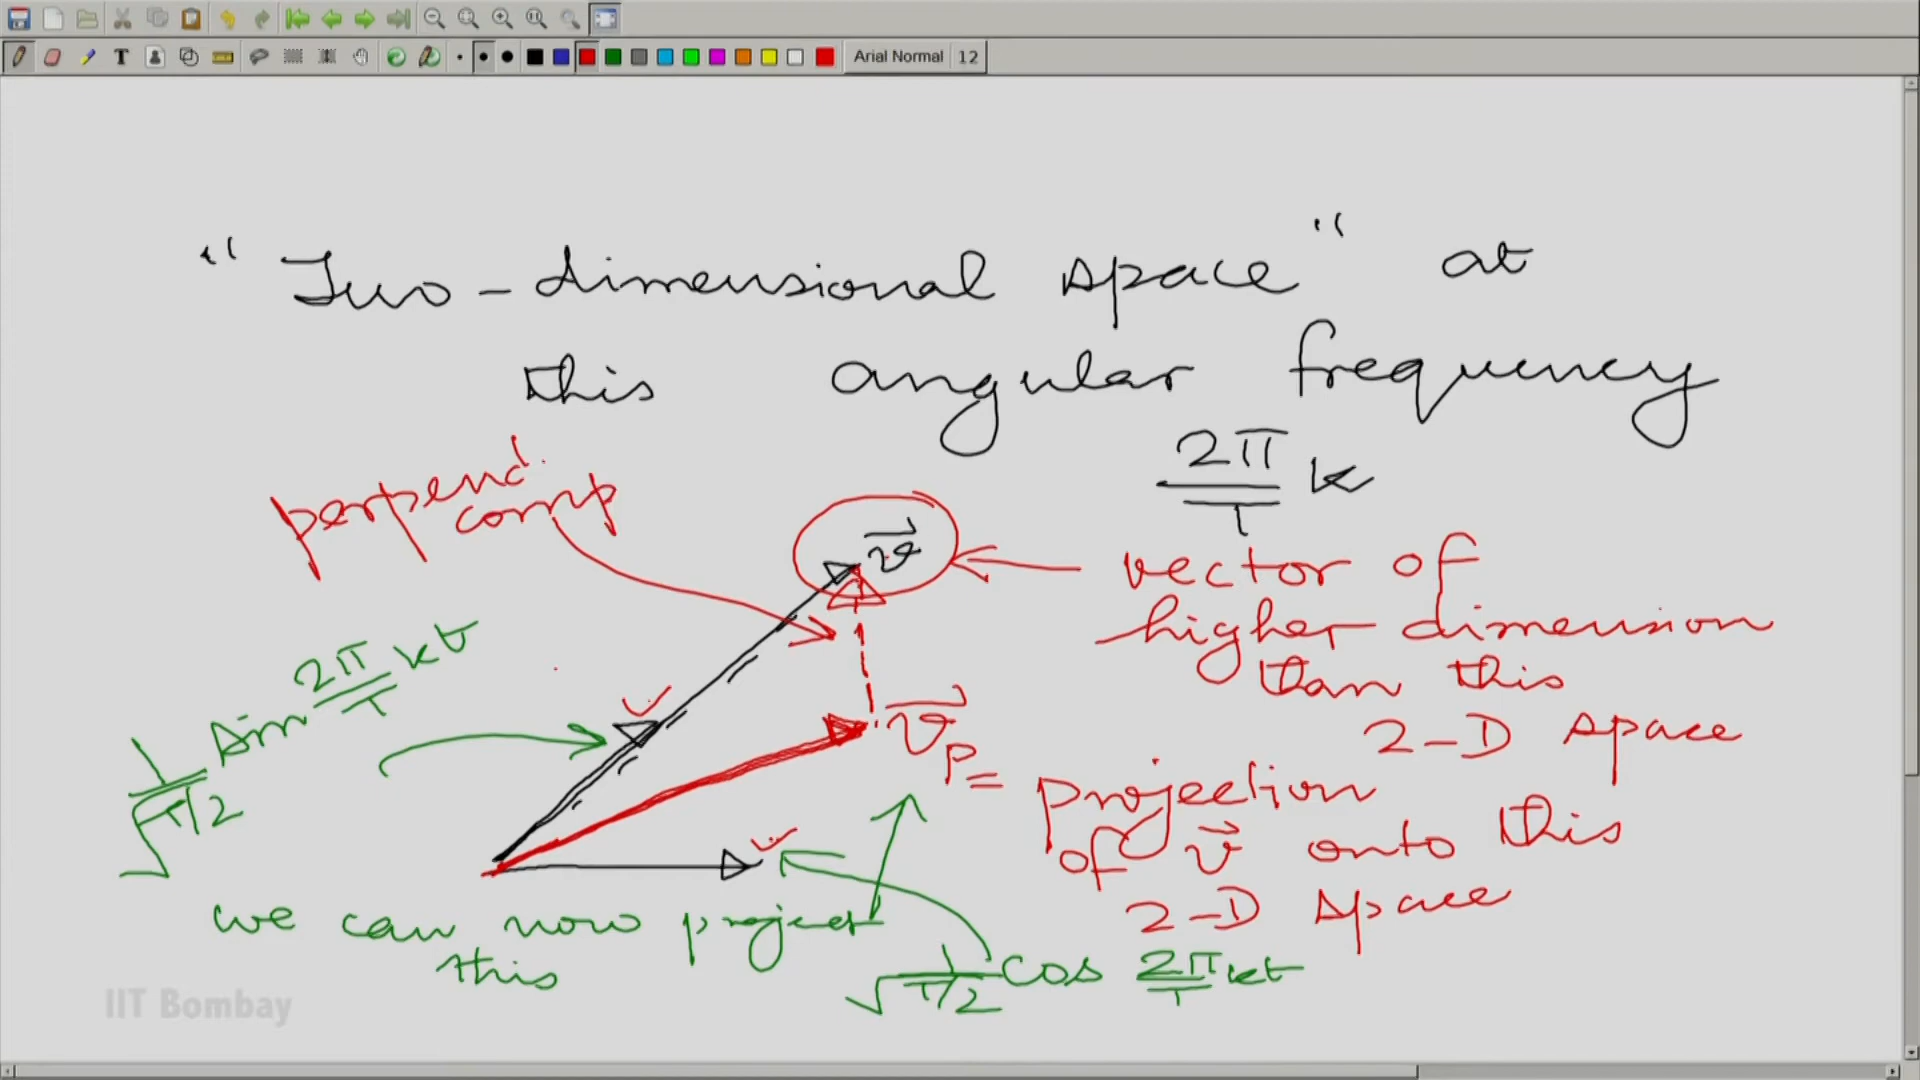 Arial Normal 12
"Two-dimensional space" at
this angular frequency
2π/T k
perpend.
comp
v⃗
vector of
higher dimension
than this
2-D space
1/√T/2 sin 2π/T kt
v⃗p = projection
of v⃗ onto this
2-D space
we can now project
this
1/√T/2 cos 2π/T kt
IIT Bombay